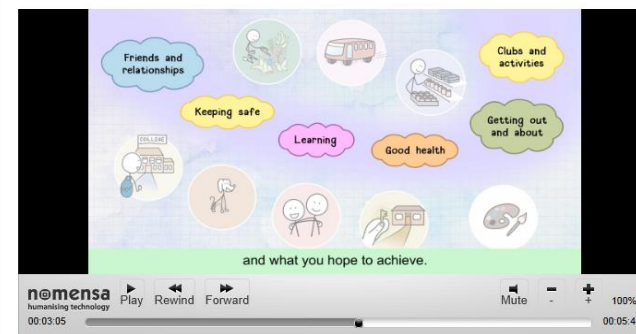 Friends and
relationships
Clubs and
activities
Keeping safe
Getting out
and about
Learning
Good health
COLLEGE
and what you hope to achieve.
nomensa
humanising technology
Play
Rewind
Forward
Mute
-
+
100%
00:03:05
00:05:4